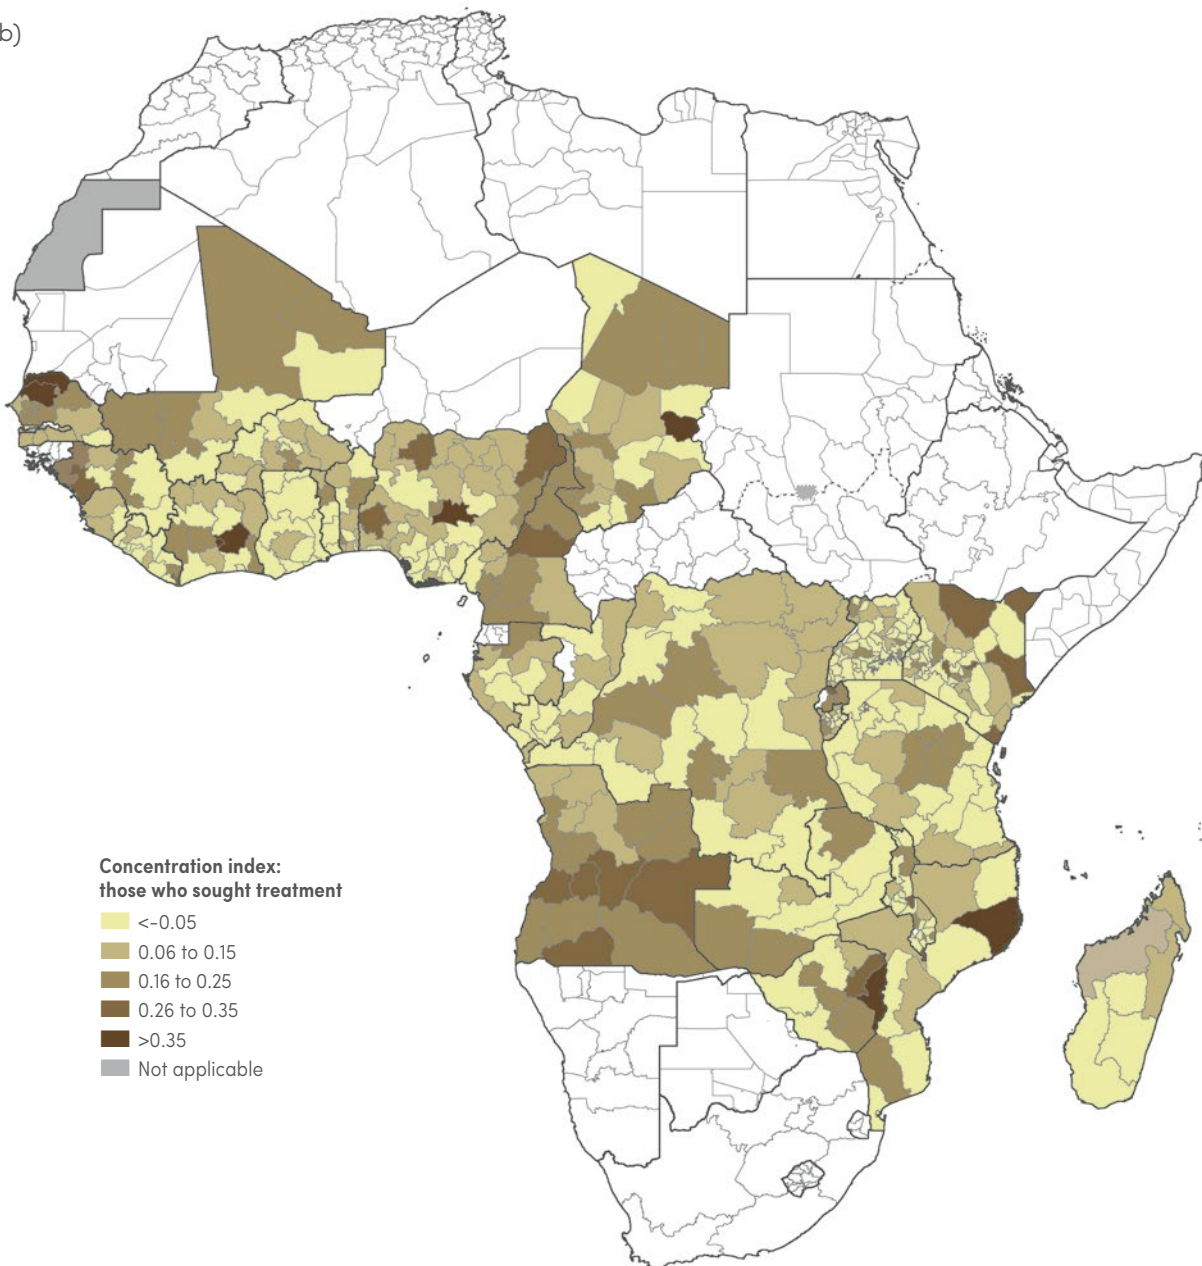 b)
Concentration index:
those who sought treatment
<-0.05
0.06 to 0.15
0.16 to 0.25
0.26 to 0.35
>0.35
Not applicable